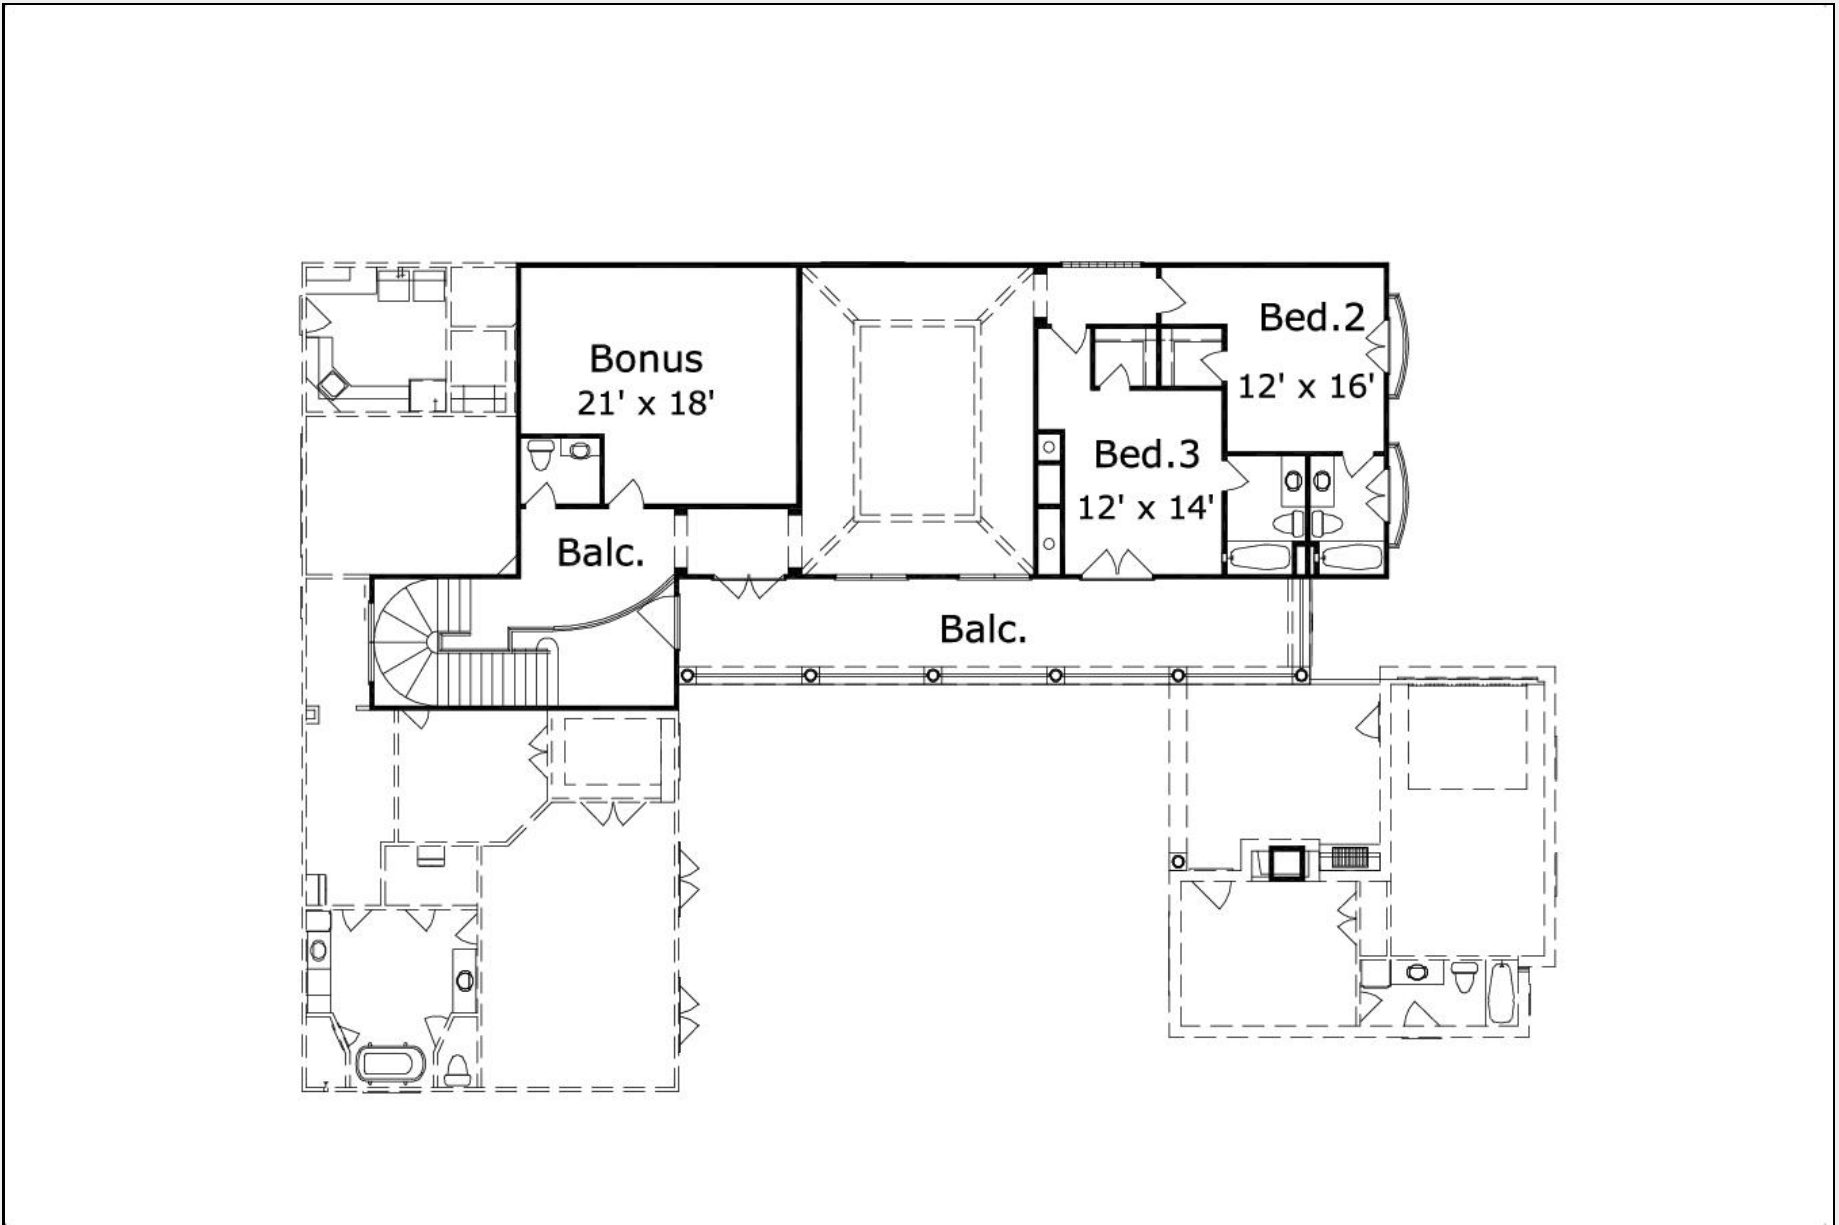 Bed.2
12' x 16'
Bonus
21' x 18'
Bed.3
12' x 14'
Balc.
Balc.